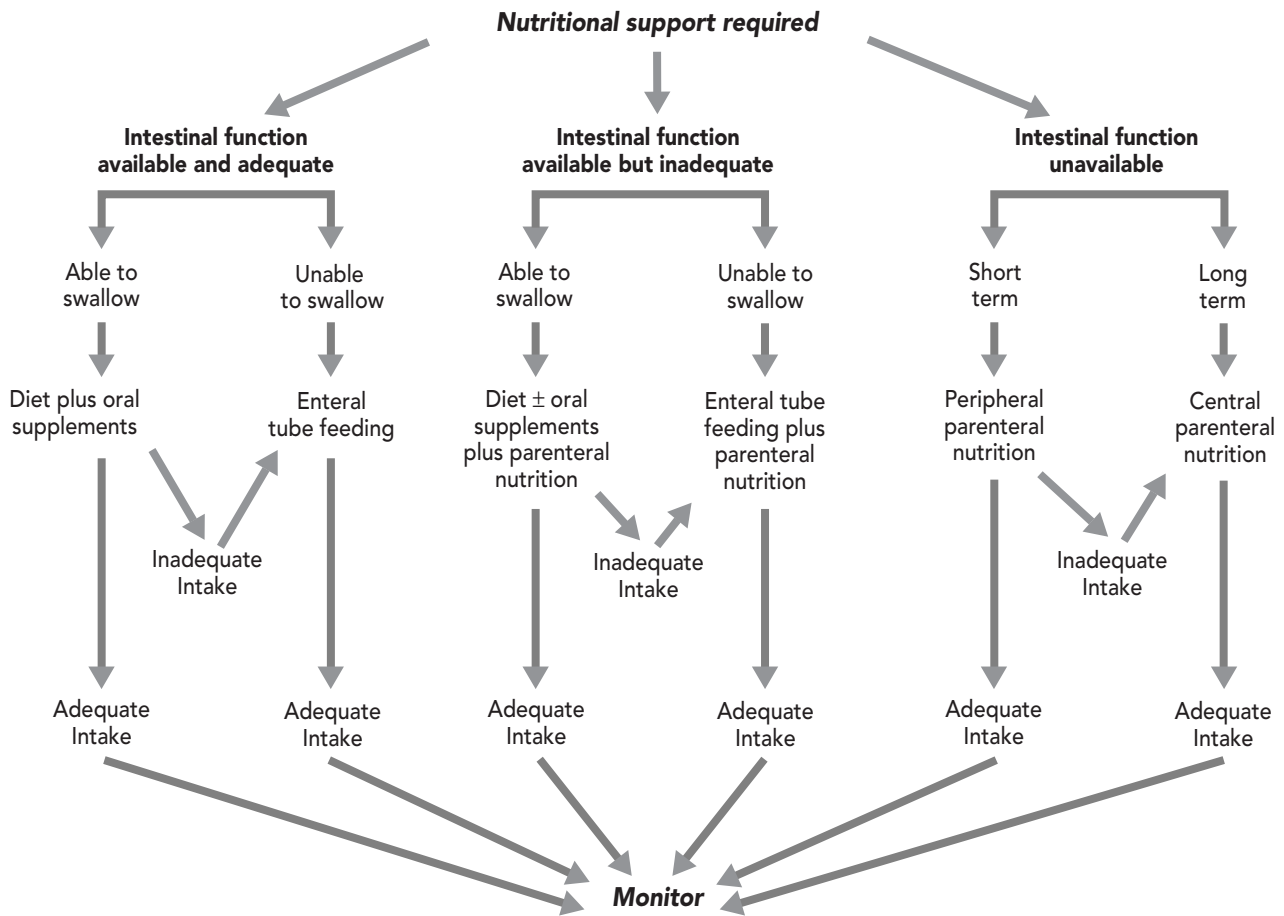 Nutritional support required
Intestinal function
available and adequate
Intestinal function
available but inadequate
Intestinal function
unavailable
Able to
swallow
Unable
to swallow
Able to
swallow
Unable to
swallow
Short
term
Long
term
Diet plus oral
supplements
Enteral
tube feeding
Diet ± oral
supplements
plus parenteral
nutrition
Enteral tube
feeding plus
parenteral
nutrition
Peripheral
parenteral
nutrition
Central
parenteral
nutrition
Inadequate
Intake
Inadequate
Intake
Inadequate
Intake
Adequate
Intake
Adequate
Intake
Adequate
Intake
Adequate
Intake
Adequate
Intake
Adequate
Intake
Monitor